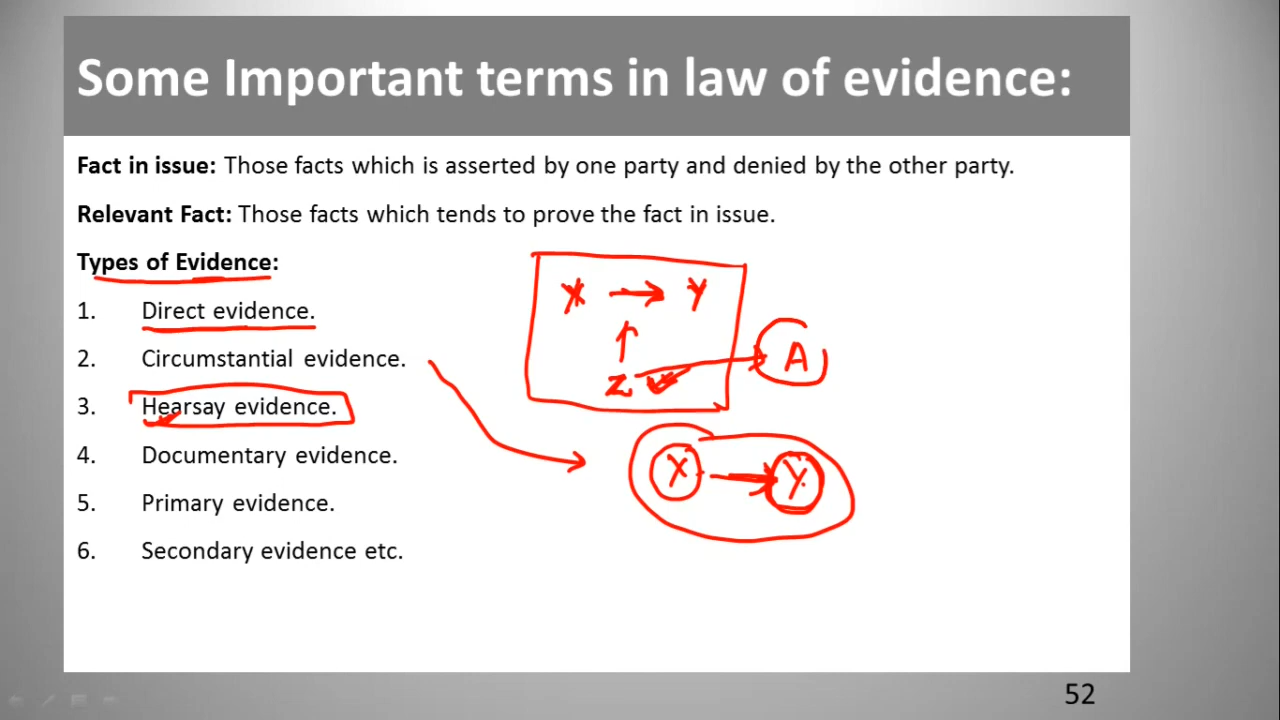 Some Important terms in law of evidence:
Fact in issue: Those facts which is asserted by one party and denied by the other party.
Relevant Fact: Those facts which tends to prove the fact in issue.
Types of Evidence:
1. Direct evidence.
2. Circumstantial evidence.
3. Hearsay evidence.
4. Documentary evidence.
5. Primary evidence.
6. Secondary evidence etc.
X → Y
↑
Z → A
X → Y
52